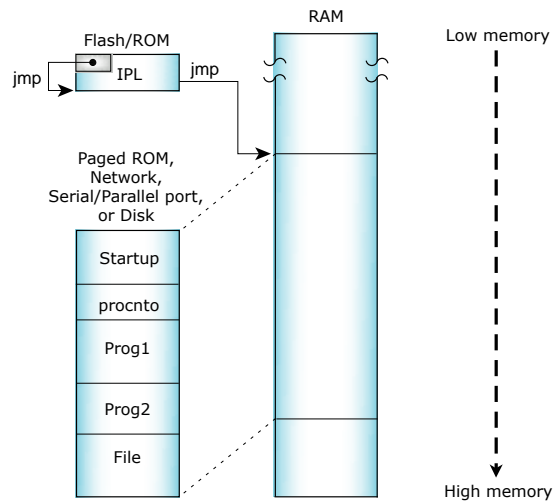 RAM
Flash/ROM
Low memory
IPL
jmp
jmp
Paged ROM,
Network,
Serial/Parallel port,
or Disk
Startup
procnto
Prog1
Prog2
File
High memory